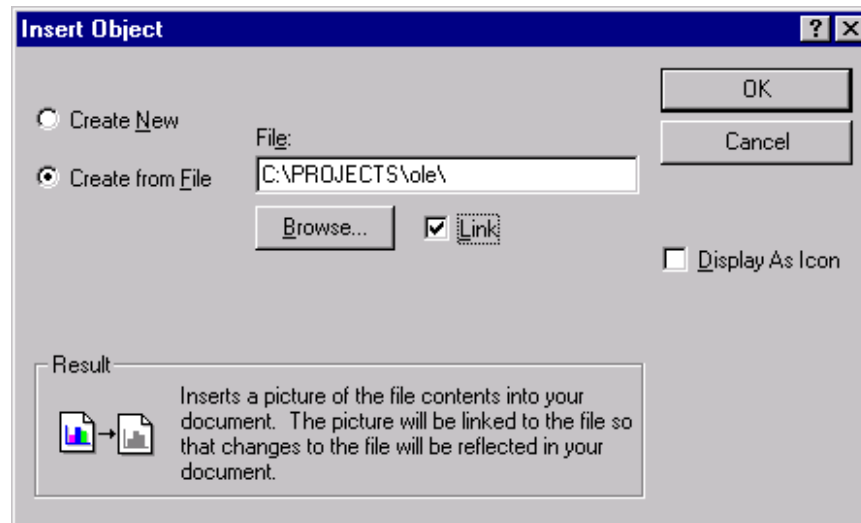 Insert Object
OK
Create New
File:
Cancel
Create from File
C:\PROJECTS\ole\
Browse...
Link
Display As Icon
Result
Inserts a picture of the file contents into your
document.  The picture will be linked to the file so
that changes to the file will be reflected in your
document.